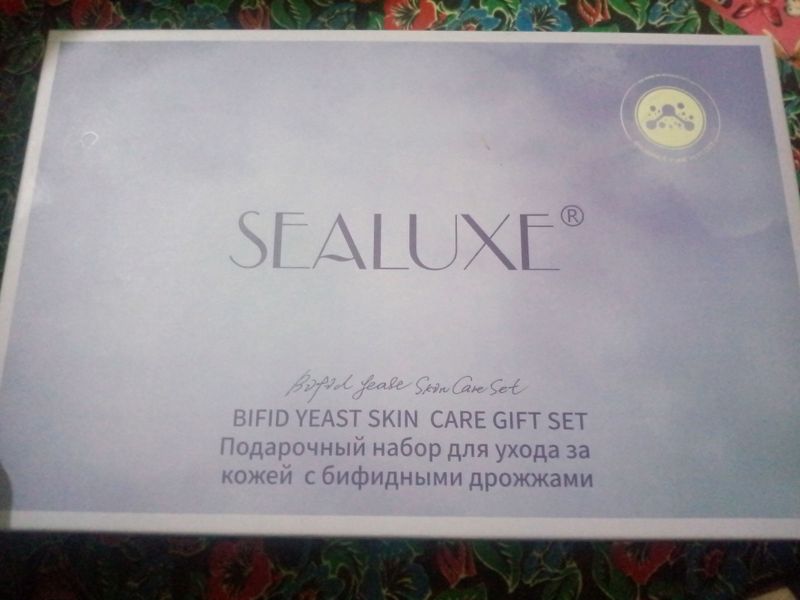 SEALUXE®
Bifid Yeast Skin Care Set
BIFID YEAST SKIN CARE GIFT SET
Подарочный набор для ухода за
кожей с бифидными дрожжами